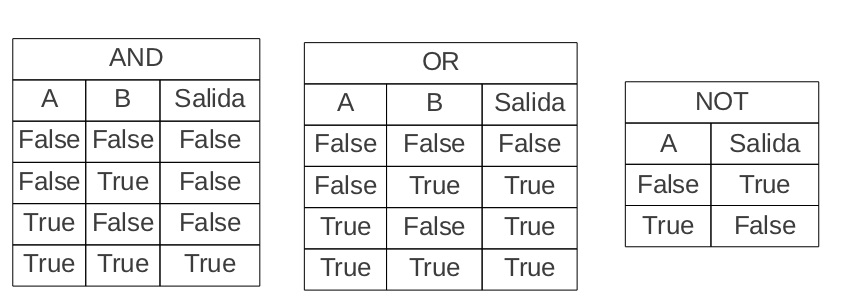 AND
A B Salida
False False False
False True False
True False False
True True True
OR
A B Salida
False False False
False True True
True False True
True True True
NOT
A Salida
False True
True False